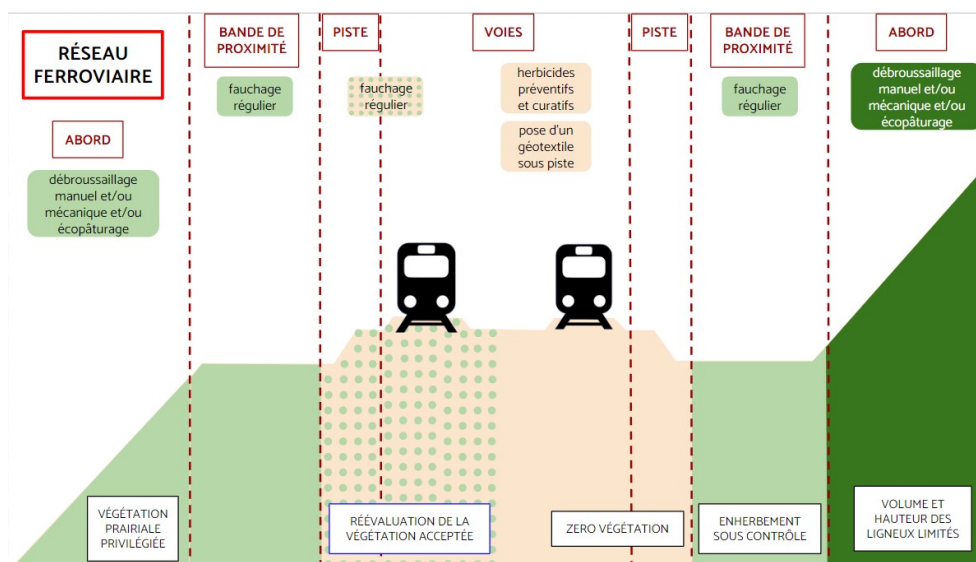 RÉSEAU
FERROVIAIRE
ABORD
débroussaillage
manuel et/ou
mécanique et/ou
écopâturage
BANDE DE
PROXIMITÉ
fauchage
régulier
PISTE
fauchage
régulier
VOIES
herbicides
préventifs
et curatifs
pose d'un
géotextile
sous piste
PISTE
BANDE DE
PROXIMITÉ
fauchage
régulier
ABORD
débroussaillage
manuel et/ou
mécanique et/ou
écopâturage
VÉGÉTATION
PRAIRIALE
PRIVILÉGIÉE
RÉÉVALUATION DE LA
VÉGÉTATION ACCEPTÉE
ZERO VÉGÉTATION
ENHERBEMENT
SOUS CONTRÔLE
VOLUME ET
HAUTEUR DES
LIGNEUX LIMITÉS